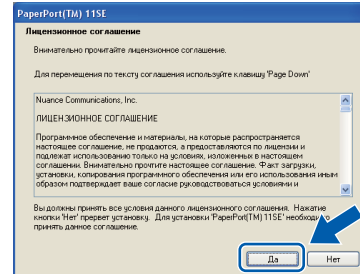 PaperPort(TM) 11SE
Лицензионное соглашение
Внимательно прочитайте лицензионное соглашение.
Для перемещения по тексту соглашения используйте клавишу 'Page Down'
Nuance Communications, Inc.
ЛИЦЕНЗИОННОЕ СОГЛАШЕНИЕ
Программное обеспечение и материалы, на которые распространяется
настоящее соглашение, не продаются, а предоставляются по лицензии и
подлежат использованию только на условиях, изложенных в настоящем
соглашении. Внимательно прочтите настоящее соглашение. Факт загрузки,
установки, копирования программного обеспечения или его использования иным
образом подтверждает ваше согласие руководствоваться условиями и
Вы должны принять все условия данного лицензионного соглашения. Нажатие
кнопки 'Нет' прервет установку. Для установки 'PaperPort(TM) 11SE' необходимо
принять данное соглашение.
Да
Нет